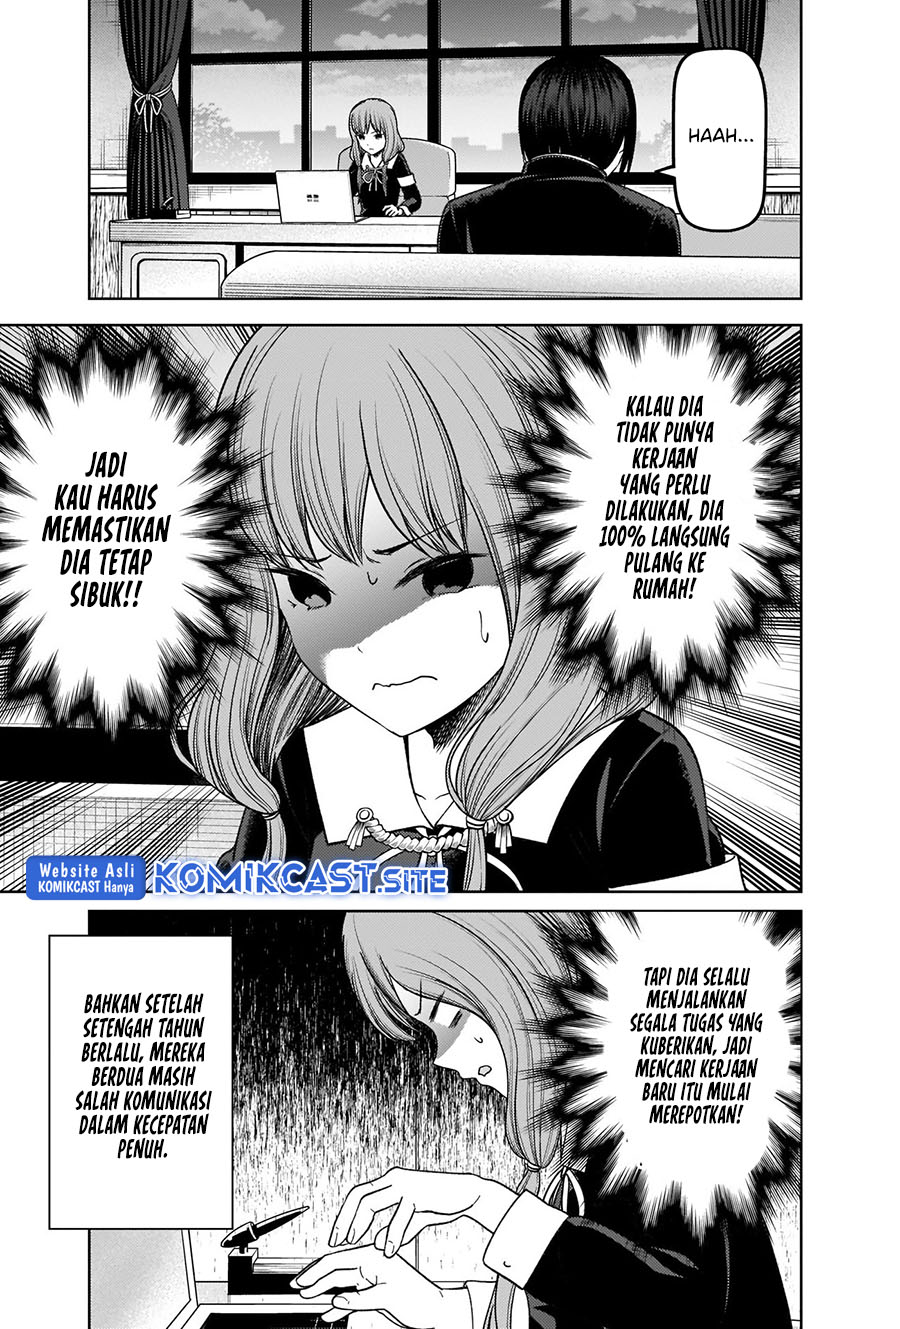 HAAH...
KALAU DIA
TIDAK PUNYA
KERJAAN
YANG PERLU
DILAKUKAN, DIA
100% LANGSUNG
PULANG KE
RUMAH!
JADI
KAU HARUS
MEMASTIKAN
DIA TETAP
SIBUK!!
Website Asli
KOMIKCAST Hanya
KOMIKCAST.SITE
TAPI DIA SELALU
MENJALANKAN
SEGALA TUGAS YANG
KUBERIKAN, JADI
MENCARI KERJAAN
BARU ITU MULAI
MEREPOTKAN!
BAHKAN SETELAH
SETENGAH TAHUN
BERLALU, MEREKA
BERDUA MASIH
SALAH KOMUNIKASI
DALAM KECEPATAN
PENUH.